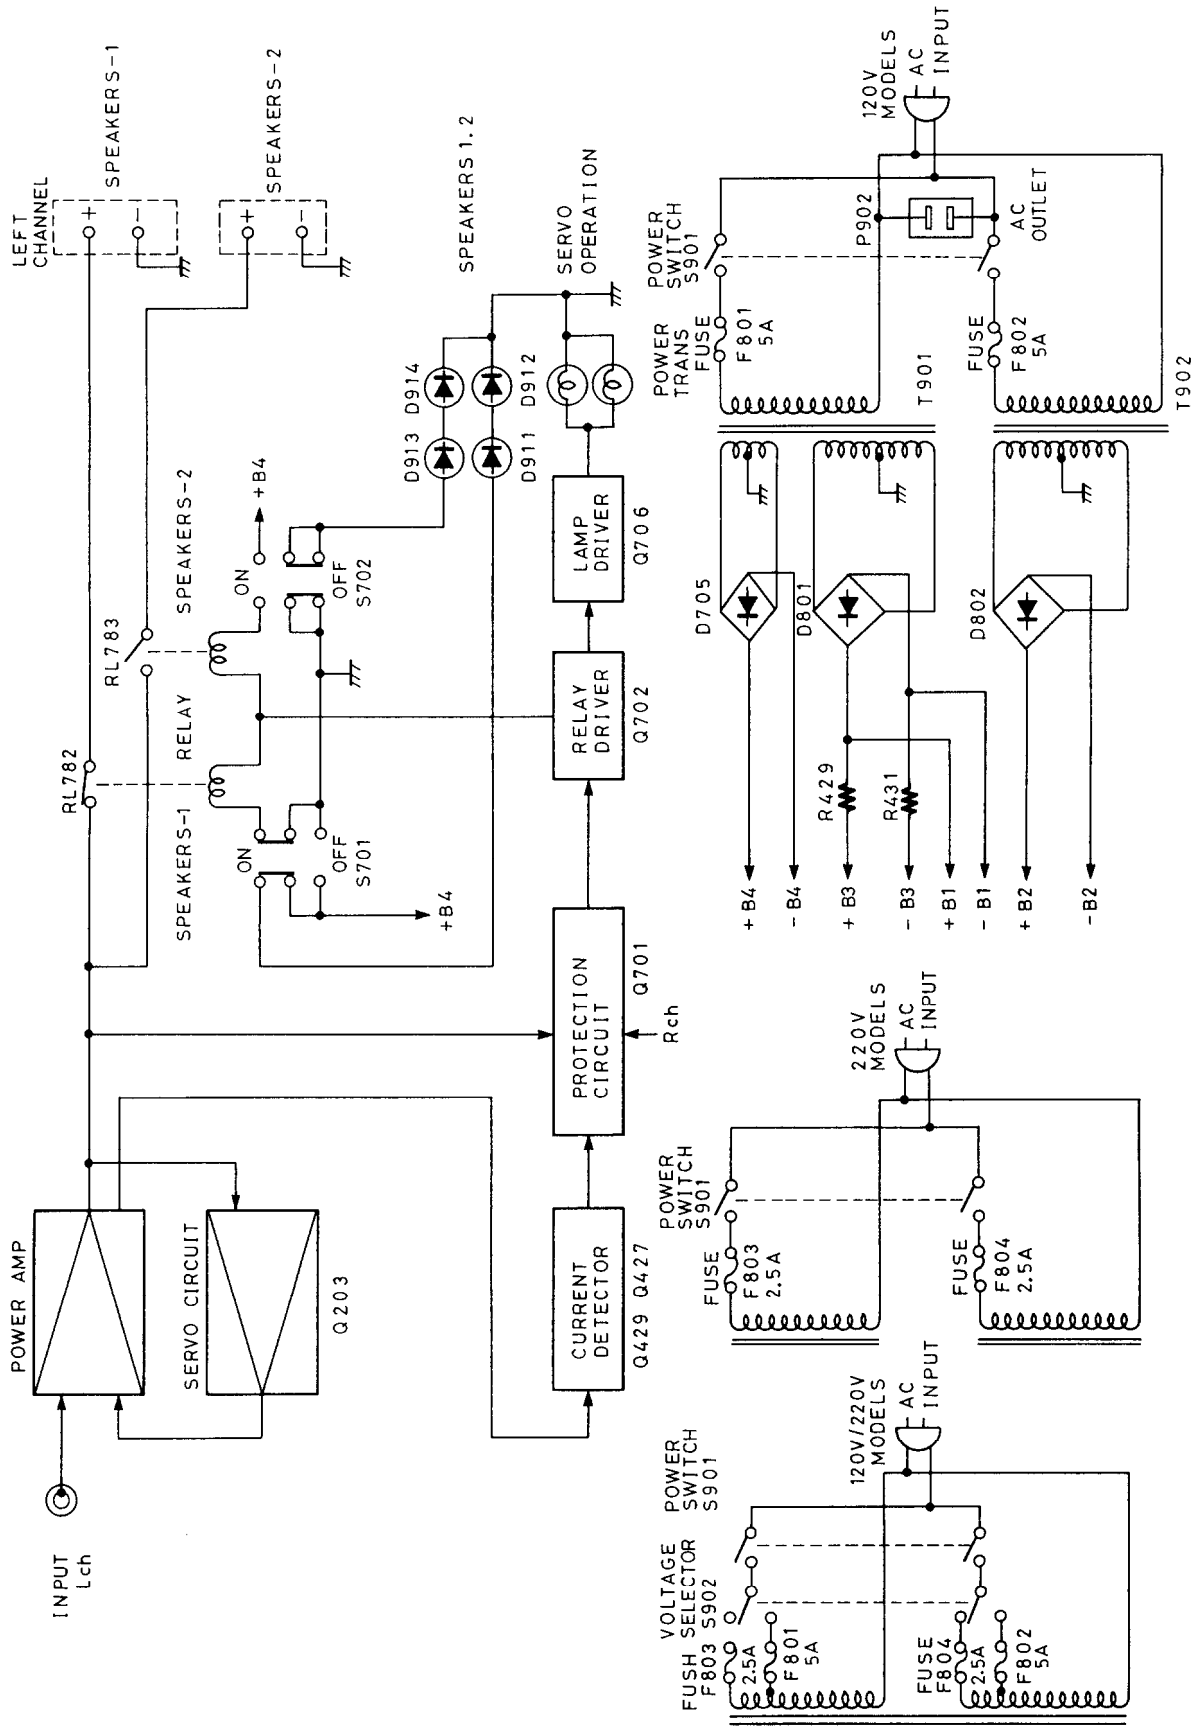 INPUT
Lch
POWER AMP
SERVO CIRCUIT
Q203
LEFT
CHANNEL
+
−
SPEAKERS-1
+
−
SPEAKERS-2
RL782
RL783
SPEAKERS-1
RELAY
SPEAKERS-2
ON
OFF
S701
+B4
ON
OFF
S702
+B4
D913
D914
D911
D912
SPEAKERS 1.2
SERVO
OPERATION
CURRENT
DETECTOR
Q429 Q427
PROTECTION
CIRCUIT
Q701
Rch
RELAY
DRIVER
Q702
LAMP
DRIVER
Q706
FUSH
F803
2.5A
VOLTAGE
SELECTOR
S902
POWER
SWITCH
S901
F801
5A
FUSE
F804
2.5A
F802
5A
120V/220V
MODELS
AC
INPUT
POWER
SWITCH
S901
FUSE
F803
2.5A
FUSE
F804
2.5A
220V
MODELS
AC
INPUT
+B4
−B4
+B3
−B3
+B1
−B1
+B2
−B2
R429
R431
D705
D801
D802
POWER
TRANS
T901
T902
FUSE
F801
5A
FUSE
F802
5A
POWER
SWITCH
S901
P902
AC
OUTLET
120V
MODELS
AC
INPUT